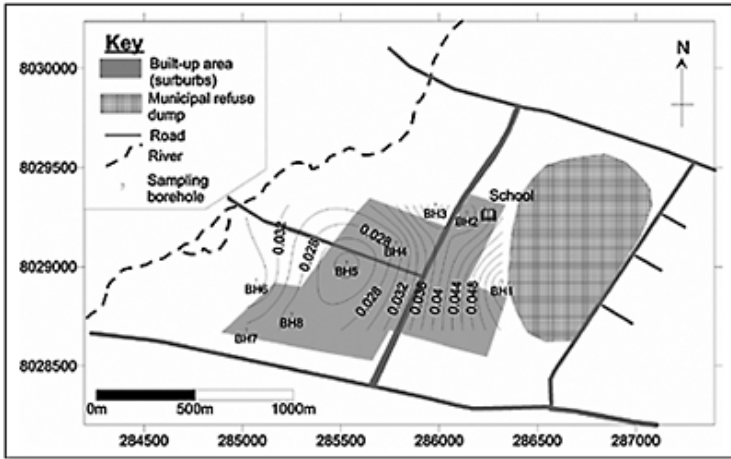 Key
Built-up area
(surburbs)
Municipal refuse
dump
Road
River
Sampling
borehole
N
8030000
8029500
8029000
8028500
School
BH3
BH2
BH4
BH5
BH1
BH6
BH8
BH7
0.032
0.028
0.028
0.028
0.032
0.036
0.04
0.044
0.048
0m
500m
1000m
284500
285000
285500
286000
286500
287000